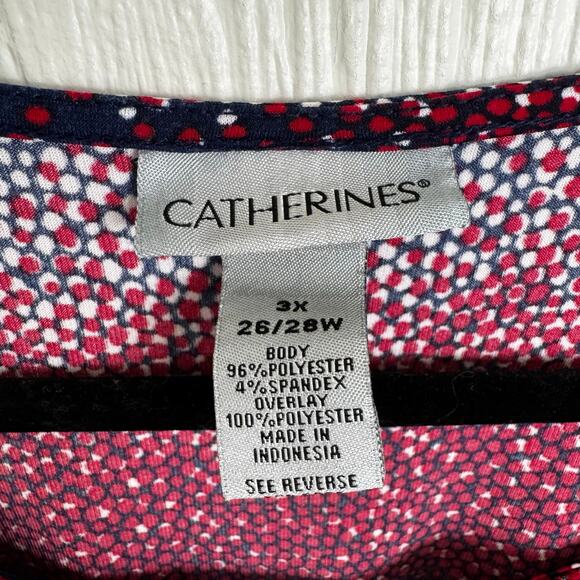 CATHERINES®
3X
26/28W
BODY
96%POLYESTER
4%SPANDEX
OVERLAY
100%POLYESTER
MADE IN
INDONESIA
SEE REVERSE